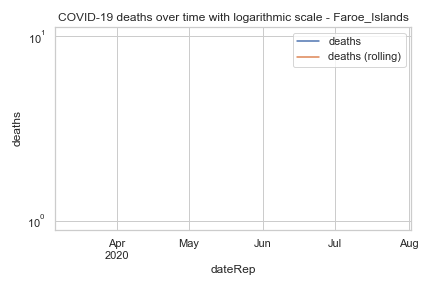 COVID-19 deaths over time with logarithmic scale - Faroe_Islands
10¹
deaths
deaths (rolling)
deaths
10⁰
Apr May Jun Jul Aug
2020
dateRep